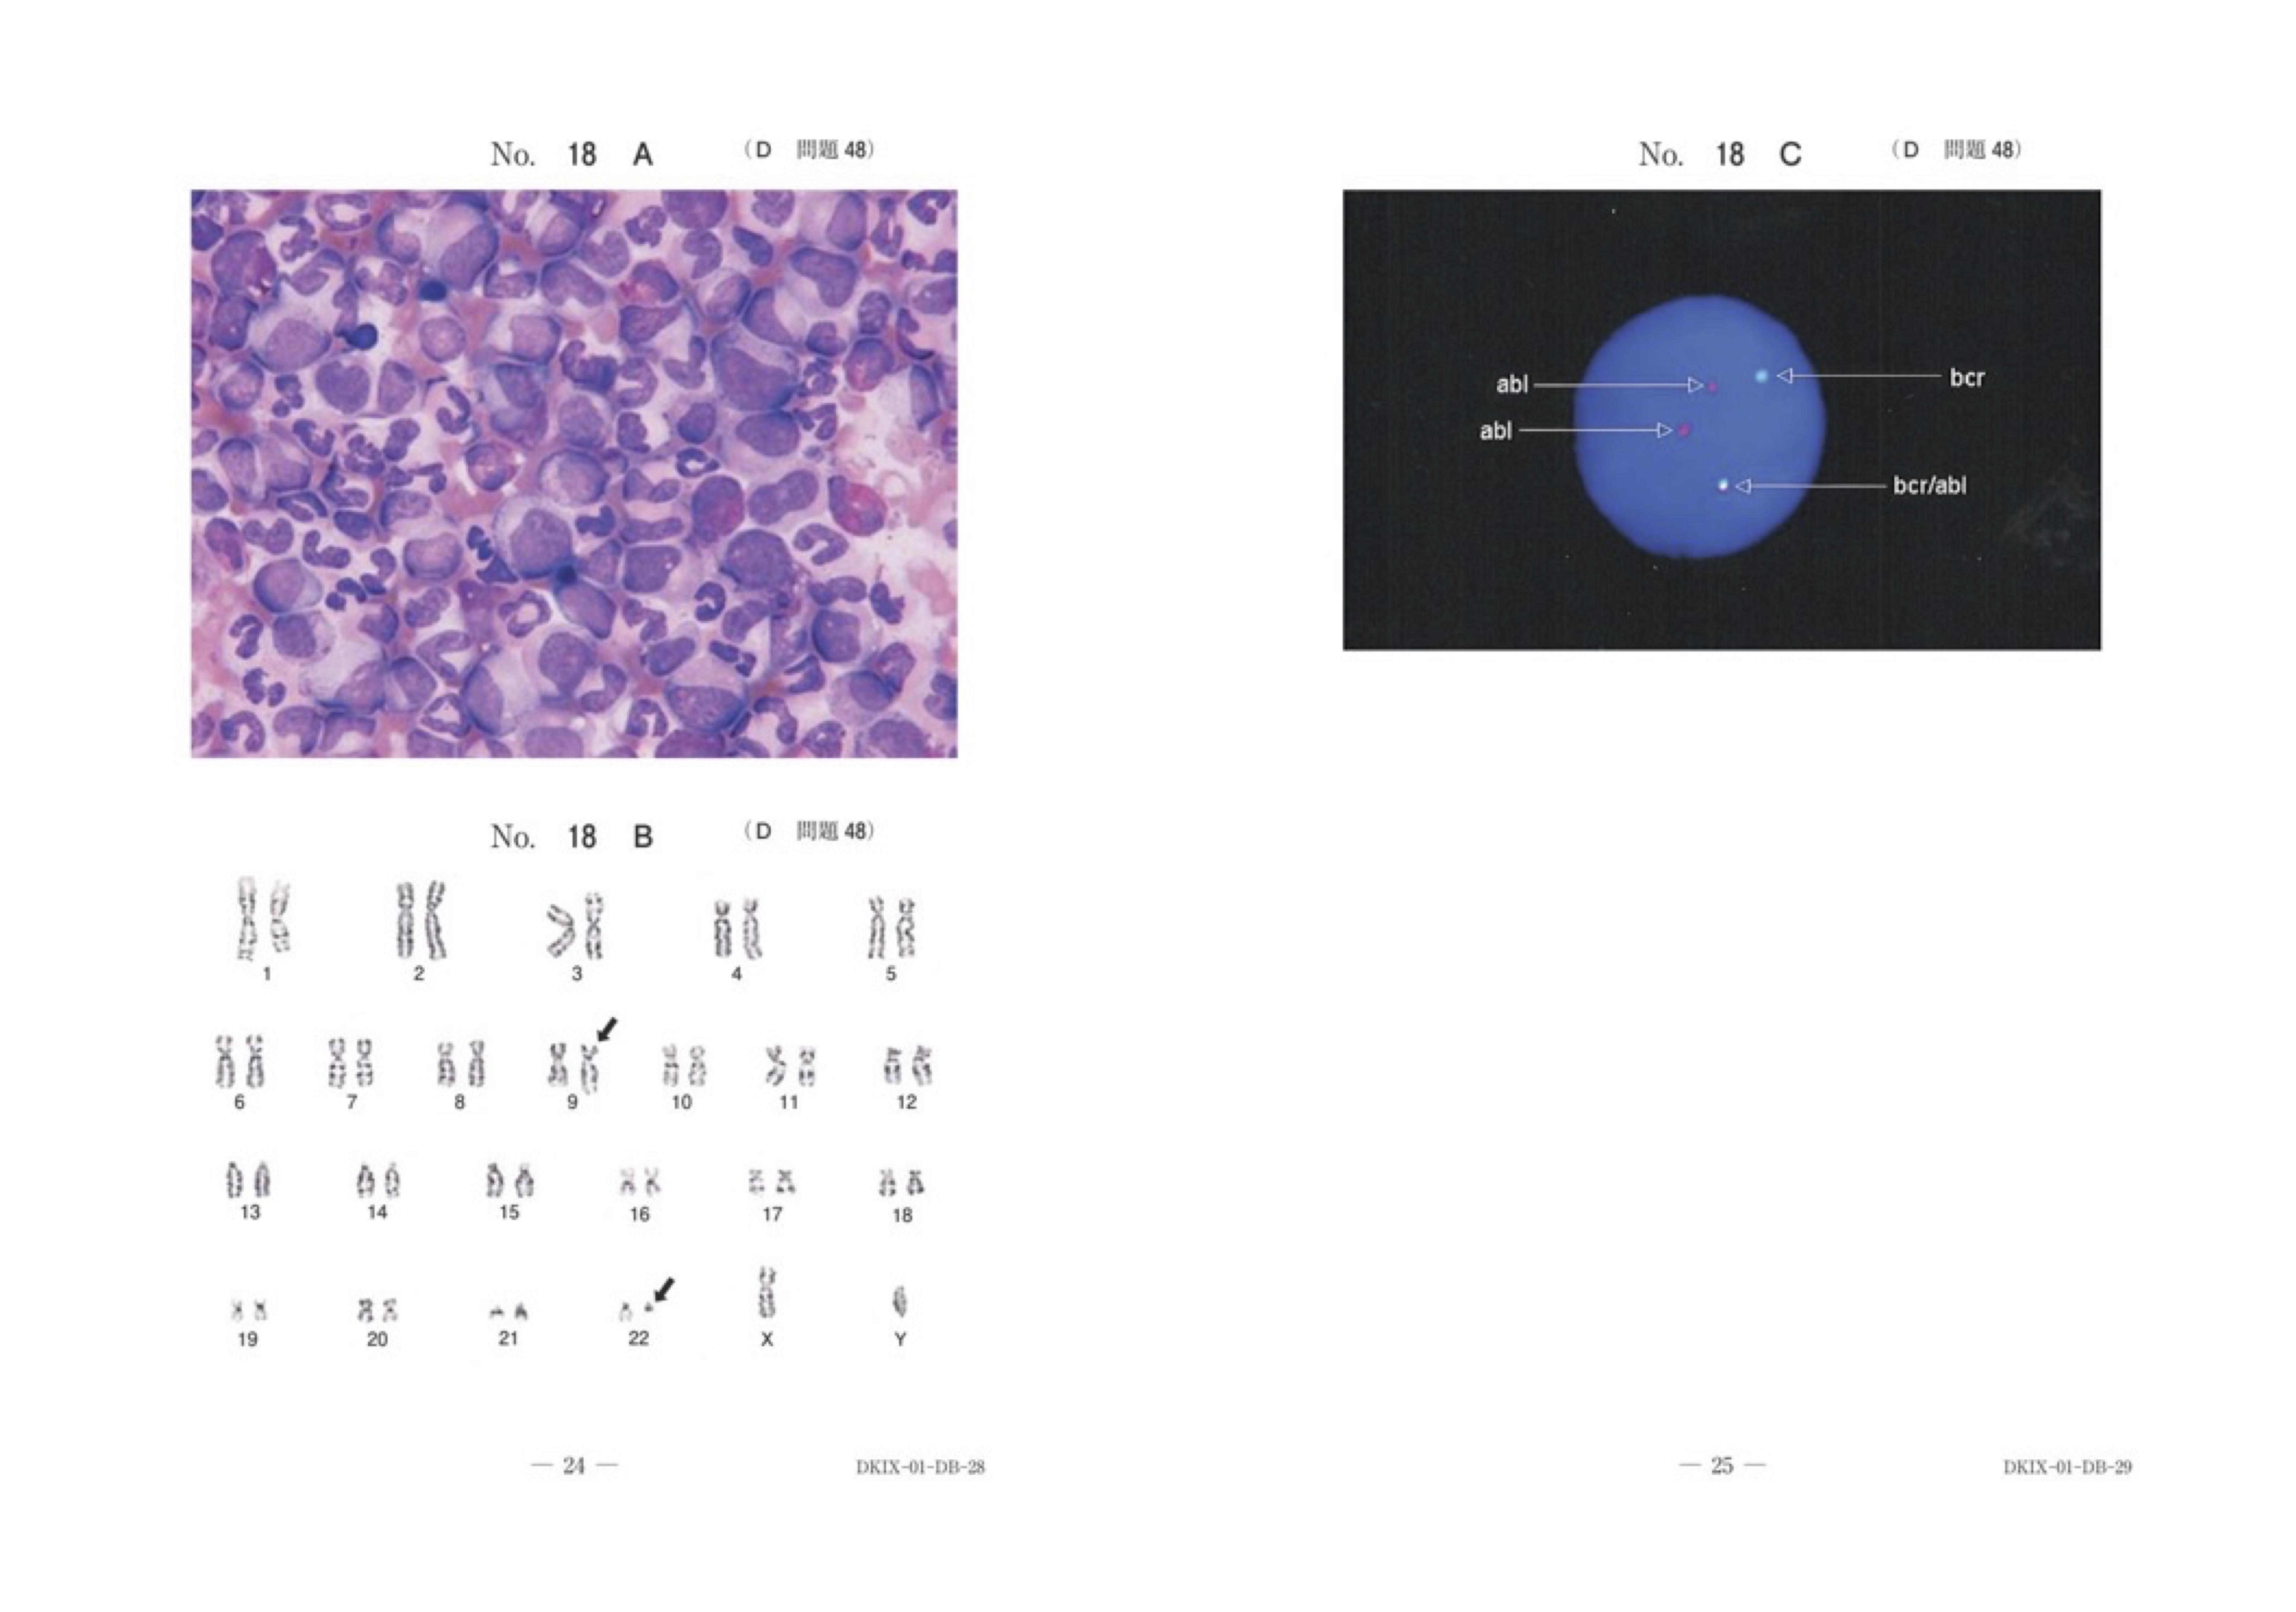 No. 18 A (D 問題 48)
No. 18 B (D 問題 48)
1 2 3 4 5
6 7 8 9 10 11 12
13 14 15 16 17 18
19 20 21 22 X Y
— 24 — DKIX-01-DB-28
No. 18 C (D 問題 48)
abl bcr
abl
bcr/abl
— 25 — DKIX-01-DB-29